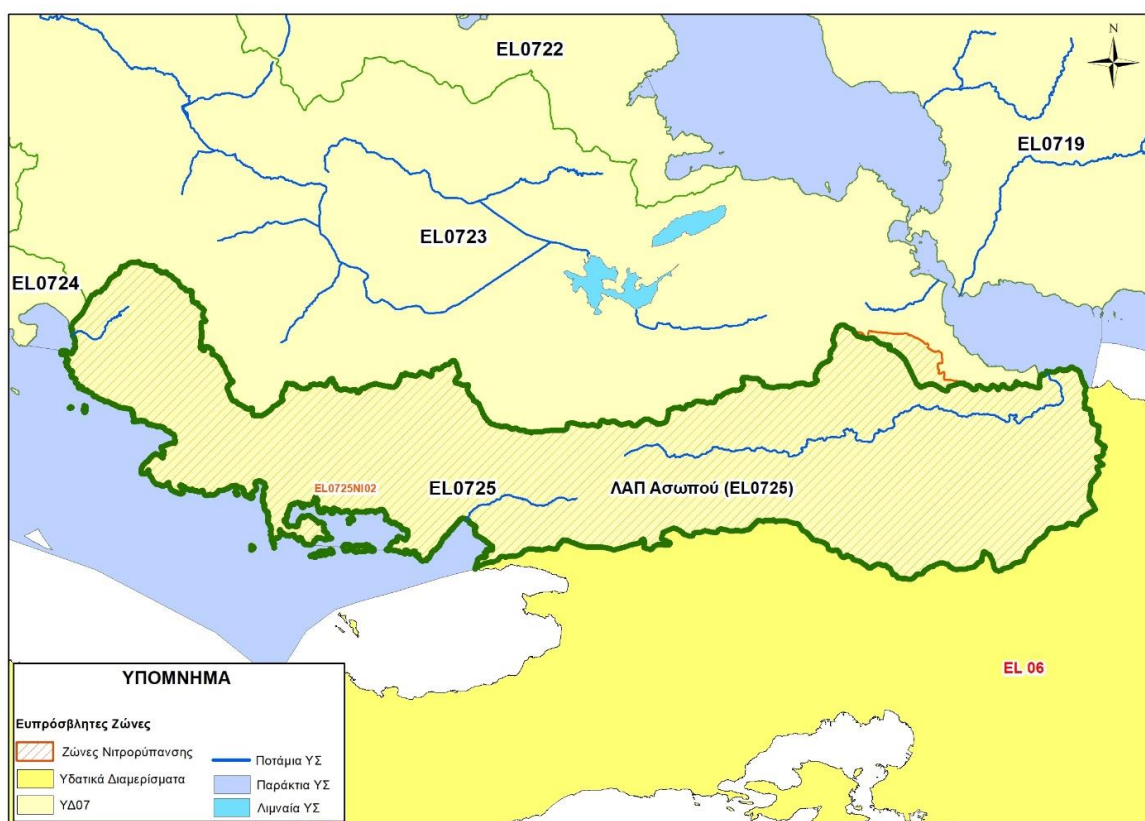 EL0722
N
EL0719
EL0723
EL0724
EL0725NI02
EL0725
ΛΑΠ Ασωπού (EL0725)
EL 06
ΥΠΟΜΝΗΜΑ
Ευπρόσβλητες Ζώνες
Ζώνες Νιτρορύπανσης
Υδατικά Διαμερίσματα
ΥΔ07
Ποτάμια ΥΣ
Παράκτια ΥΣ
Λιμναία ΥΣ